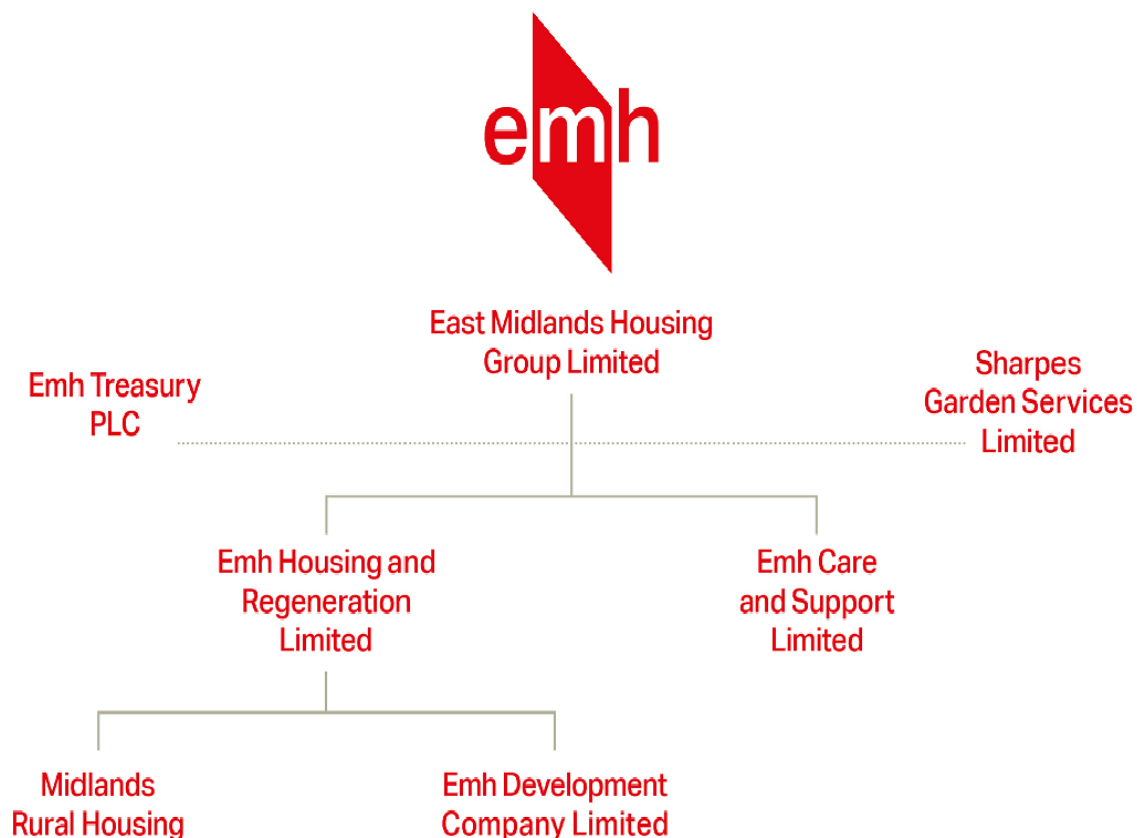 emh
East Midlands Housing
Group Limited
Emh Treasury
PLC
Sharpes
Garden Services
Limited
Emh Housing and
Regeneration
Limited
Emh Care
and Support
Limited
Midlands
Rural Housing
Emh Development
Company Limited